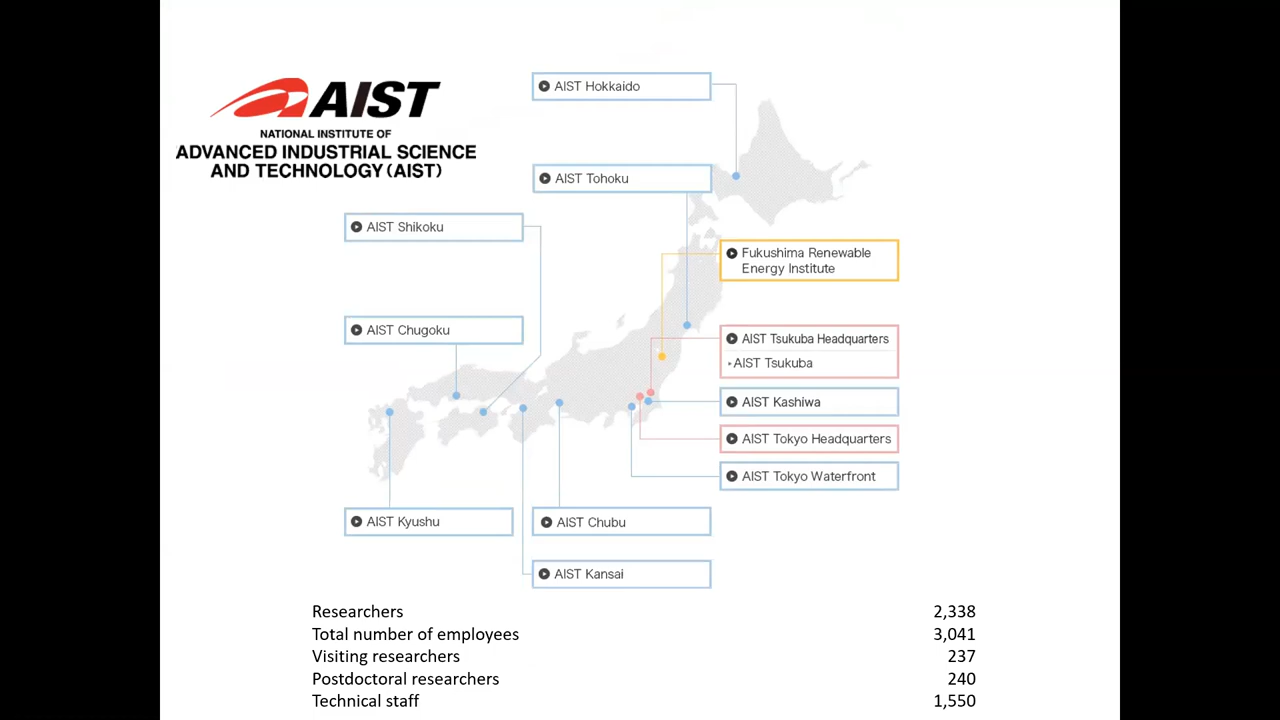 AIST
NATIONAL INSTITUTE OF
ADVANCED INDUSTRIAL SCIENCE
AND TECHNOLOGY (AIST)
AIST Hokkaido
AIST Tohoku
AIST Shikoku
Fukushima Renewable
Energy Institute
AIST Chugoku
AIST Tsukuba Headquarters
AIST Tsukuba
AIST Kashiwa
AIST Tokyo Headquarters
AIST Tokyo Waterfront
AIST Kyushu
AIST Chubu
AIST Kansai
Researchers 2,338
Total number of employees 3,041
Visiting researchers 237
Postdoctoral researchers 240
Technical staff 1,550